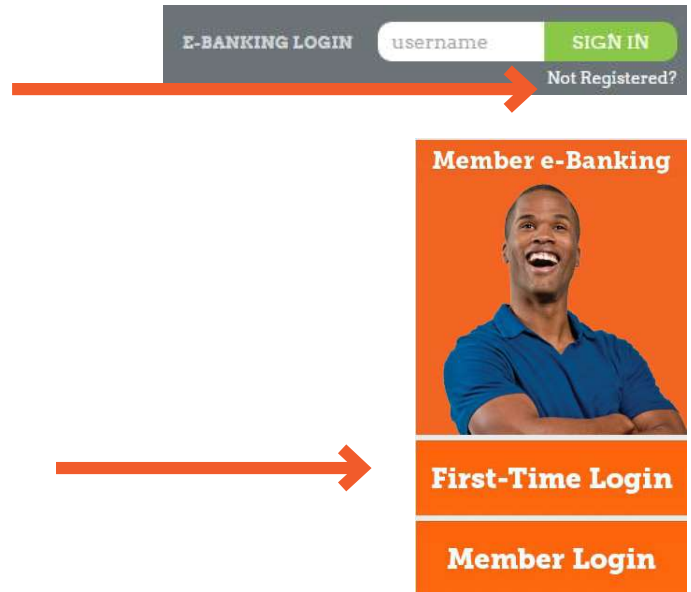 E-BANKING LOGIN username SIGN IN
Not Registered?
Member e-Banking
First-Time Login
Member Login